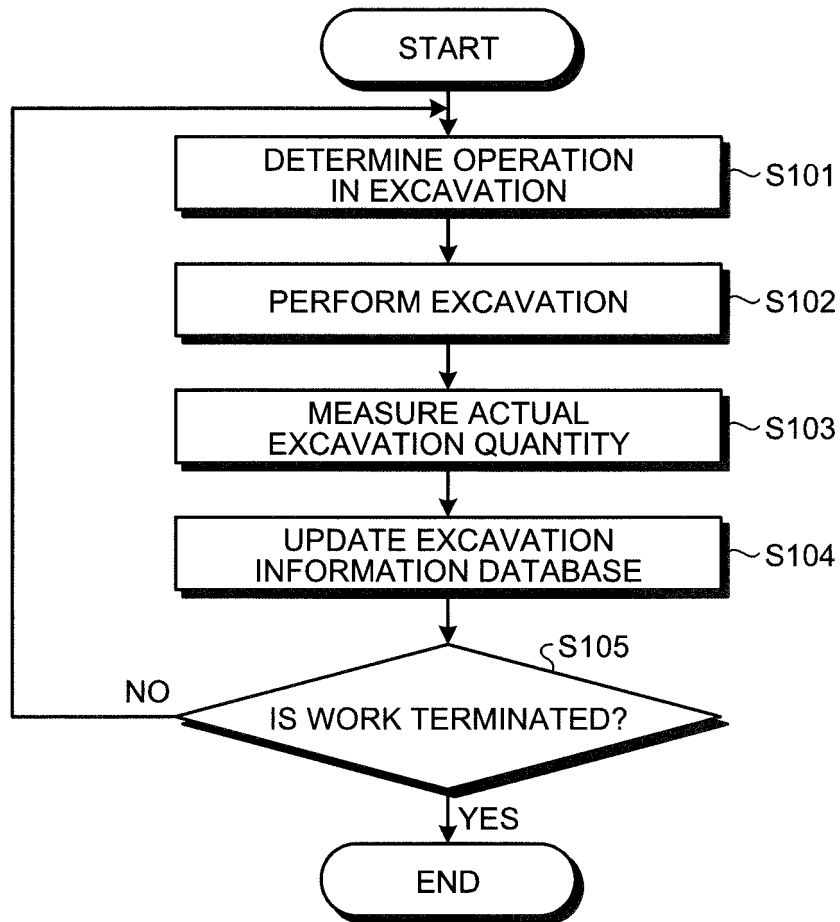 START
DETERMINE OPERATION
IN EXCAVATION
S101
PERFORM EXCAVATION
S102
MEASURE ACTUAL
EXCAVATION QUANTITY
S103
UPDATE EXCAVATION
INFORMATION DATABASE
S104
S105
NO
IS WORK TERMINATED?
YES
END